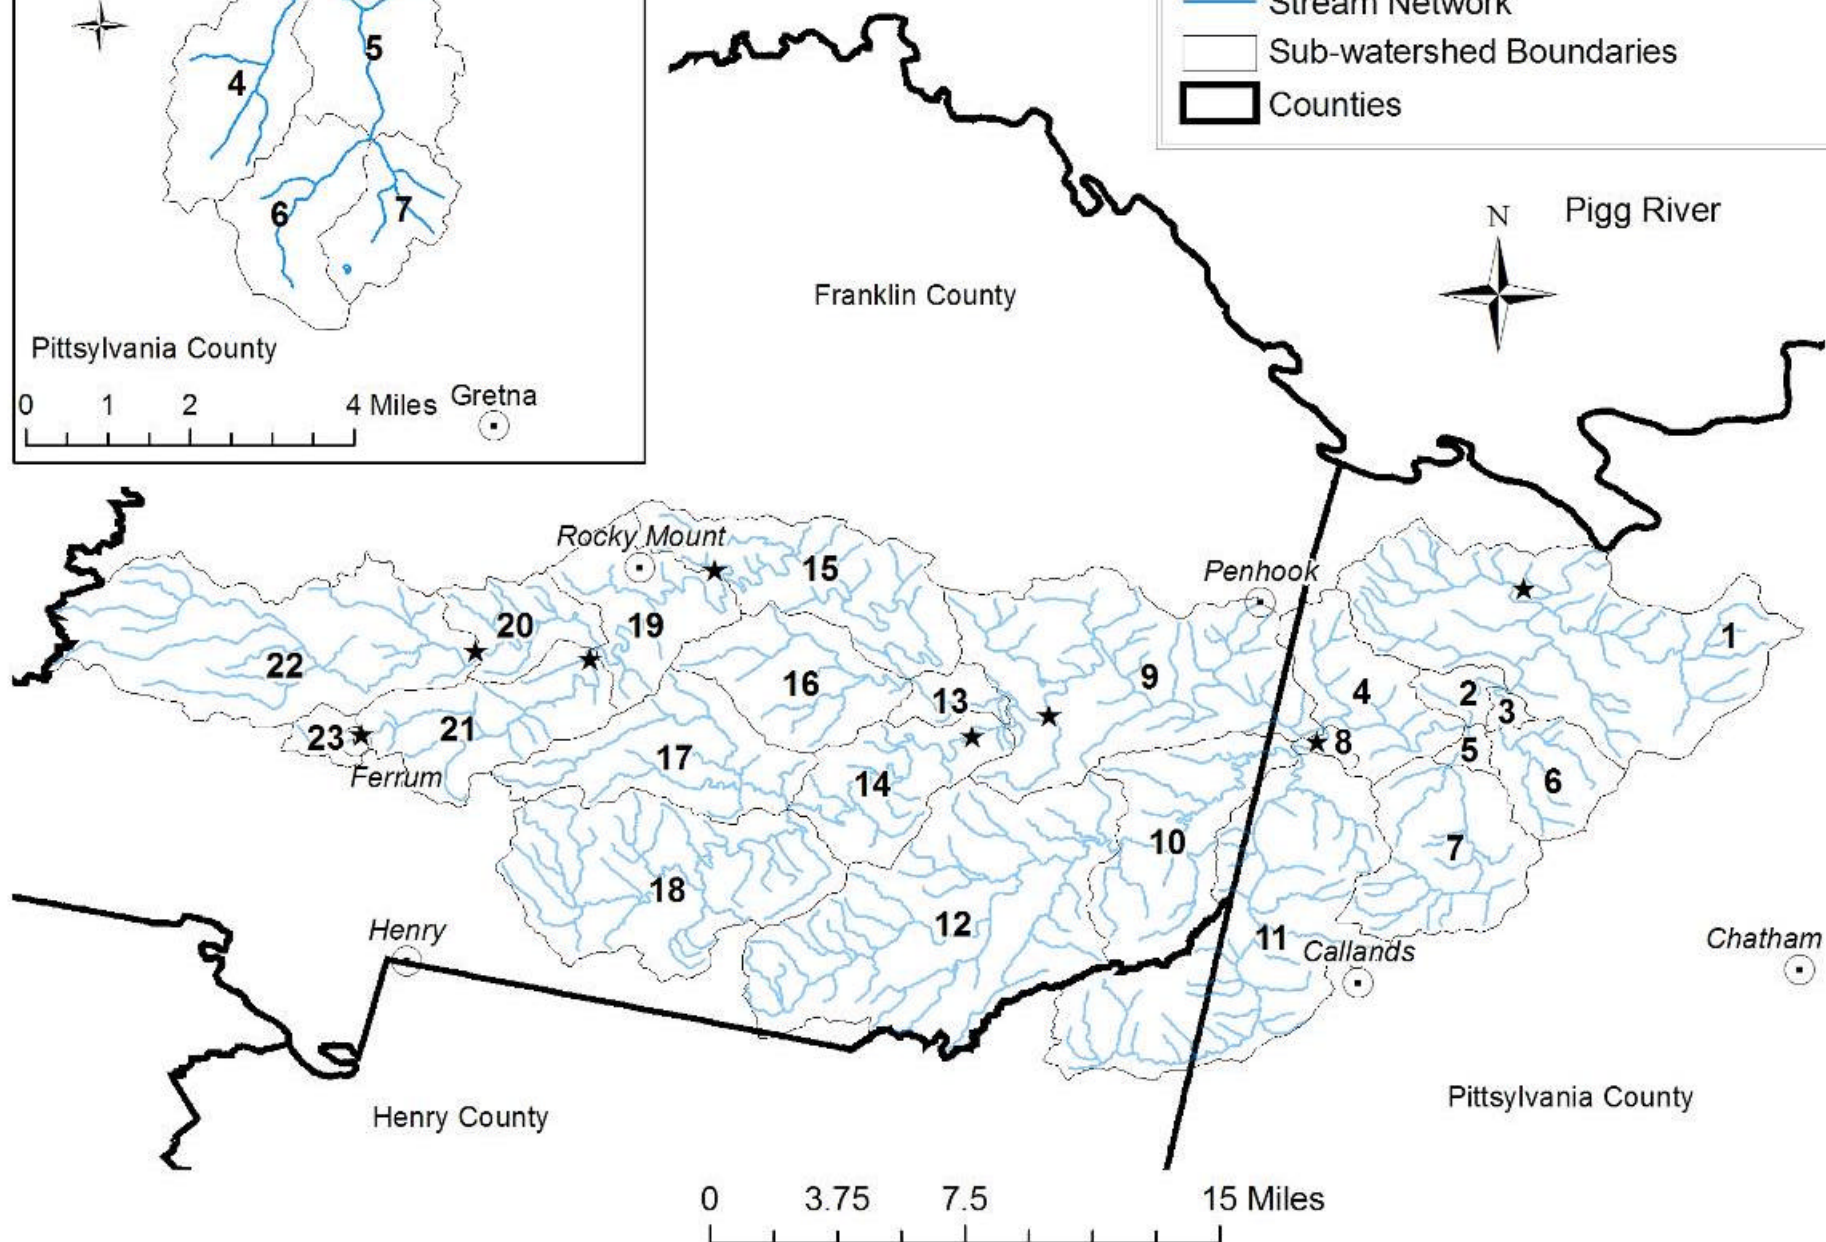 Stream Network
Sub-watershed Boundaries
Counties
5
4
6
7
Pittsylvania County
0 1 2 4 Miles
Gretna
N
Pigg River
Franklin County
Rocky Mount
Penhook
15
20
19
22
16
13
9
4
2
3
1
23
21
17
14
8
5
6
Ferrum
18
10
7
12
11
Henry
Callands
Chatham
Henry County
Pittsylvania County
0 3.75 7.5 15 Miles